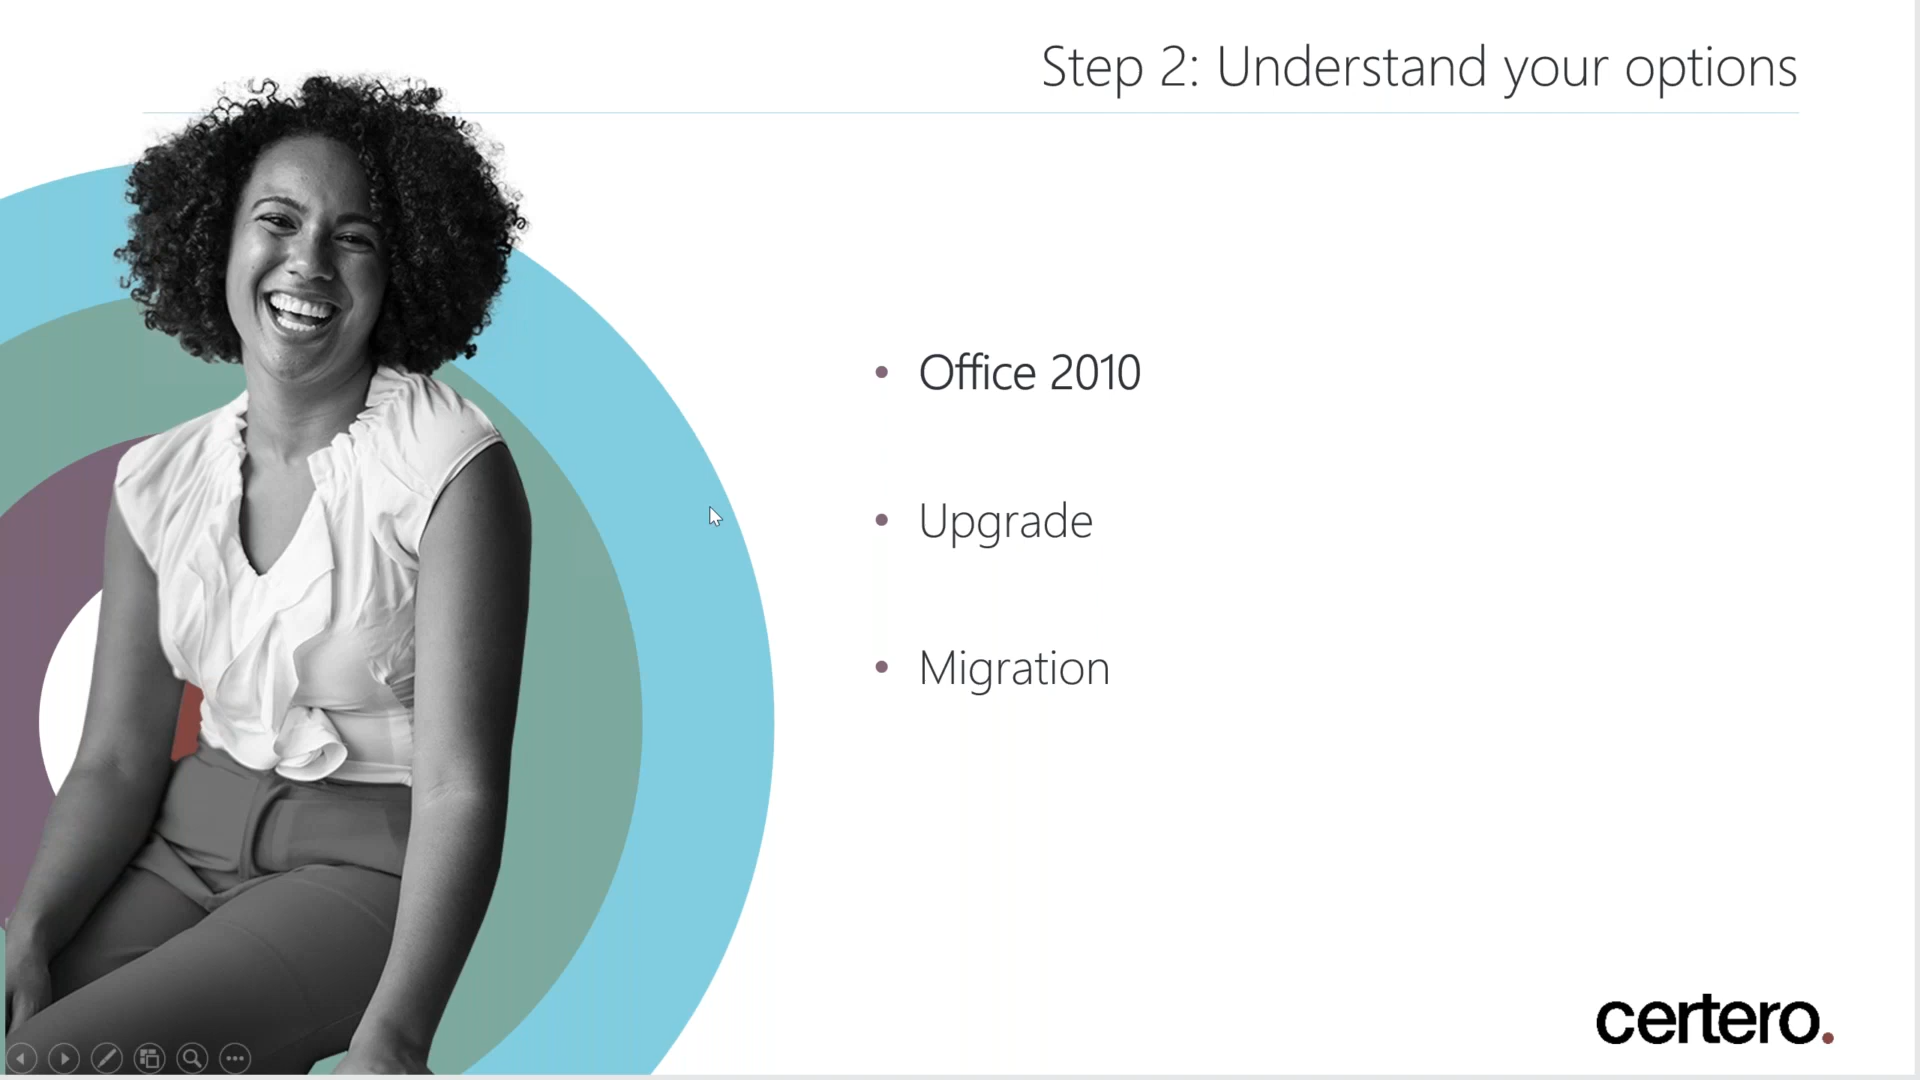 Step 2: Understand your options
• Office 2010
• Upgrade
• Migration
certero.